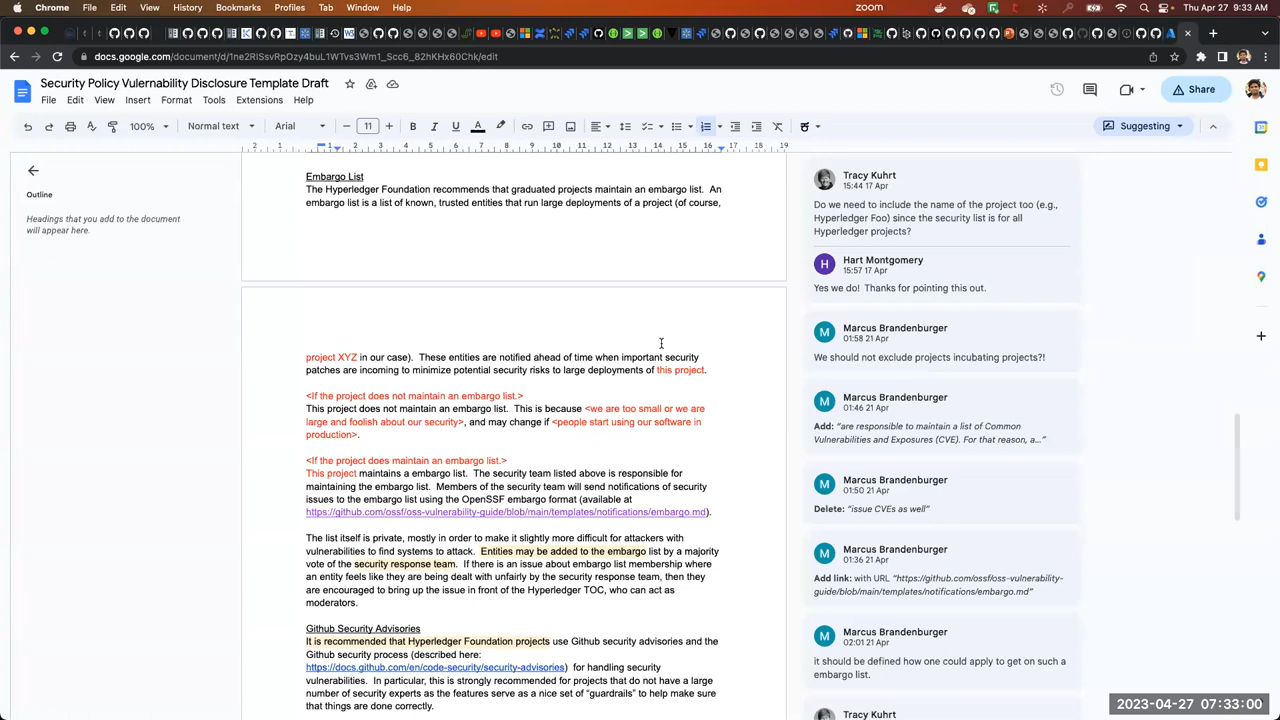 Chrome File Edit View History Bookmarks Profiles Tab Window Help zoom Thu Apr 27 9:33 AM
docs.google.com/document/d/1ne2RISsvRpOzy4buL1WTvs3Wm1_Scc6_82hKHx60Chk/edit
Security Policy Vulernability Disclosure Template Draft
File Edit View Insert Format Tools Extensions Help
Share
100% Normal text Arial 11 Suggesting
2 1 1 2 3 4 5 6 7 8 9 10 11 12 13 14 15 16 17 18 19
Outline
Headings that you add to the document
will appear here.
Embargo List
The Hyperledger Foundation recommends that graduated projects maintain an embargo list. An
embargo list is a list of known, trusted entities that run large deployments of a project (of course,
project XYZ in our case). These entities are notified ahead of time when important security
patches are incoming to minimize potential security risks to large deployments of this project.
<If the project does not maintain an embargo list.>
This project does not maintain an embargo list. This is because <we are too small or we are
large and foolish about our security>, and may change if <people start using our software in
production>.
<If the project does maintain an embargo list.>
This project maintains a embargo list. The security team listed above is responsible for
maintaining the embargo list. Members of the security team will send notifications of security
issues to the embargo list using the OpenSSF embargo format (available at
https://github.com/ossf/oss-vulnerability-guide/blob/main/templates/notifications/embargo.md).
The list itself is private, mostly in order to make it slightly more difficult for attackers with
vulnerabilities to find systems to attack. Entities may be added to the embargo list by a majority
vote of the security response team. If there is an issue about embargo list membership where
an entity feels like they are being dealt with unfairly by the security response team, then they
are encouraged to bring up the issue in front of the Hyperledger TOC, who can act as
moderators.
Github Security Advisories
It is recommended that Hyperledger Foundation projects use Github security advisories and the
Github security process (described here:
https://docs.github.com/en/code-security/security-advisories) for handling security
vulnerabilities. In particular, this is strongly recommended for projects that do not have a large
number of security experts as the features serve as a nice set of “guardrails” to help make sure
that things are done correctly.
Tracy Kuhrt
15:44 17 Apr
Do we need to include the name of the project too (e.g.,
Hyperledger Foo) since the security list is for all
Hyperledger projects?
H
Hart Montgomery
15:57 17 Apr
Yes we do! Thanks for pointing this out.
M
Marcus Brandenburger
01:58 21 Apr
We should not exclude projects incubating projects?!
M
Marcus Brandenburger
01:46 21 Apr
Add: “are responsible to maintain a list of Common
Vulnerabilities and Exposures (CVE). For that reason, a...”
M
Marcus Brandenburger
01:50 21 Apr
Delete: “issue CVEs as well”
M
Marcus Brandenburger
01:36 21 Apr
Add link: with URL “https://github.com/ossf/oss-vulnerability-
guide/blob/main/templates/notifications/embargo.md”
M
Marcus Brandenburger
02:01 21 Apr
it should be defined how one could apply to get on such a
embargo list.
Tracy Kuhrt
2023-04-27 07:33:00